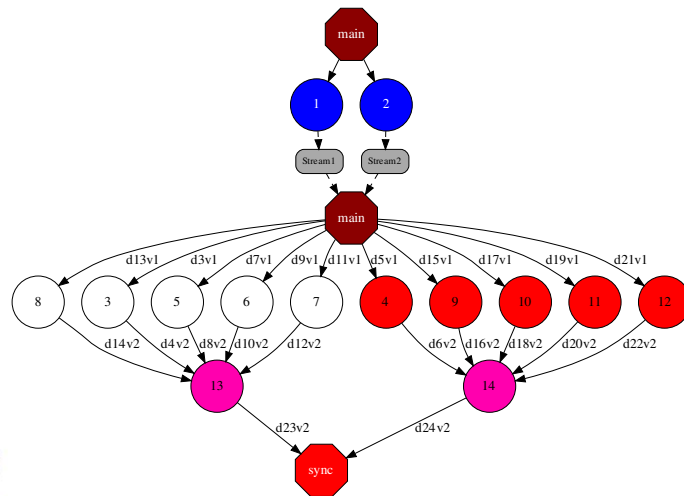 main
1 2
Stream1 Stream2
main
d13v1 d3v1 d7v1 d9v1 d11v1 d5v1 d15v1 d17v1 d19v1 d21v1
8 3 5 6 7 4 9 10 11 12
d14v2 d4v2 d8v2 d10v2 d12v2 d6v2 d16v2 d18v2 d20v2 d22v2
13 14
d23v2 d24v2
sync